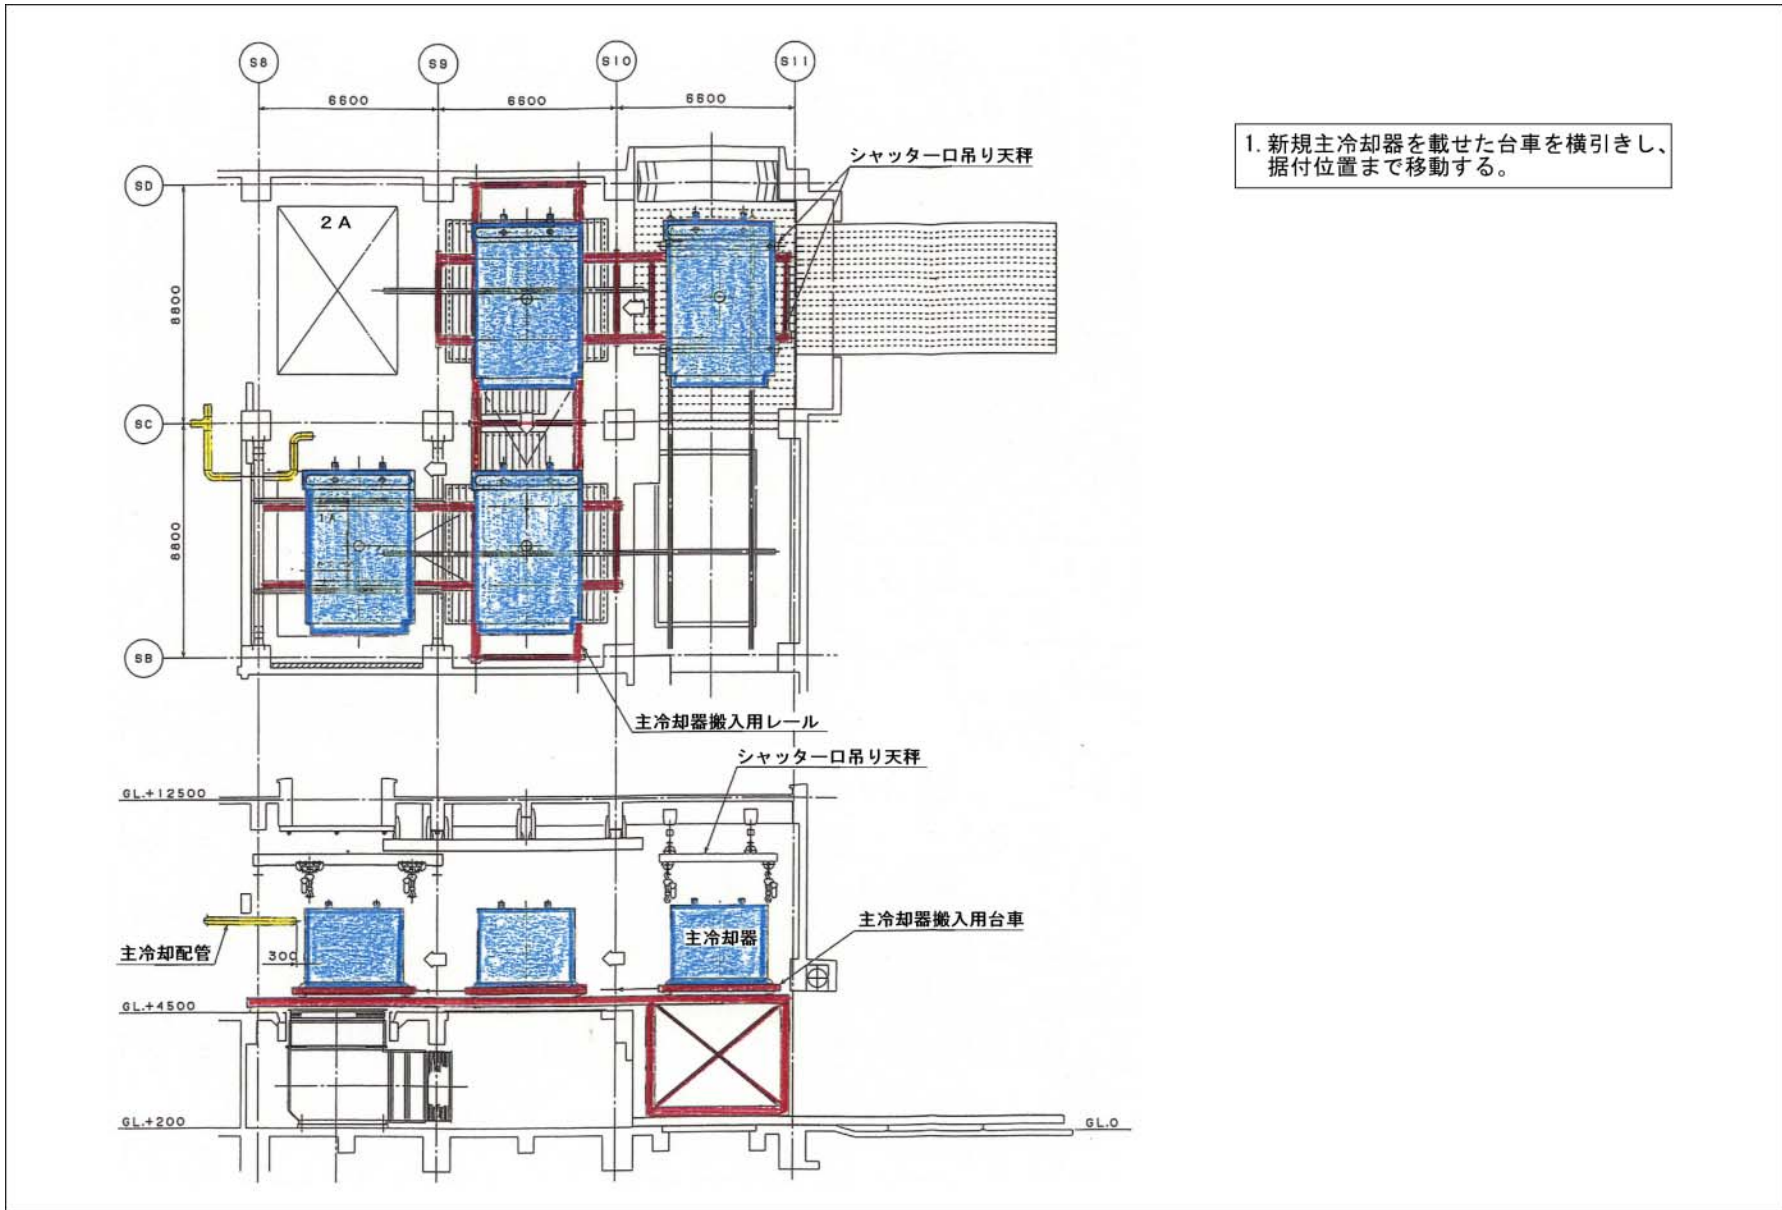 S8
S9
S10
S11
6600
6600
6600
シャッター口吊り天秤
1. 新規主冷却器を載せた台車を横引きし、
据付位置まで移動する。
SD
2A
8800
SC
1A
8800
SB
主冷却器搬入用レール
シャッター口吊り天秤
GL.+12500
主冷却器搬入用台車
主冷却器
主冷却配管
300
GL.+4500
GL.+200
GL.0